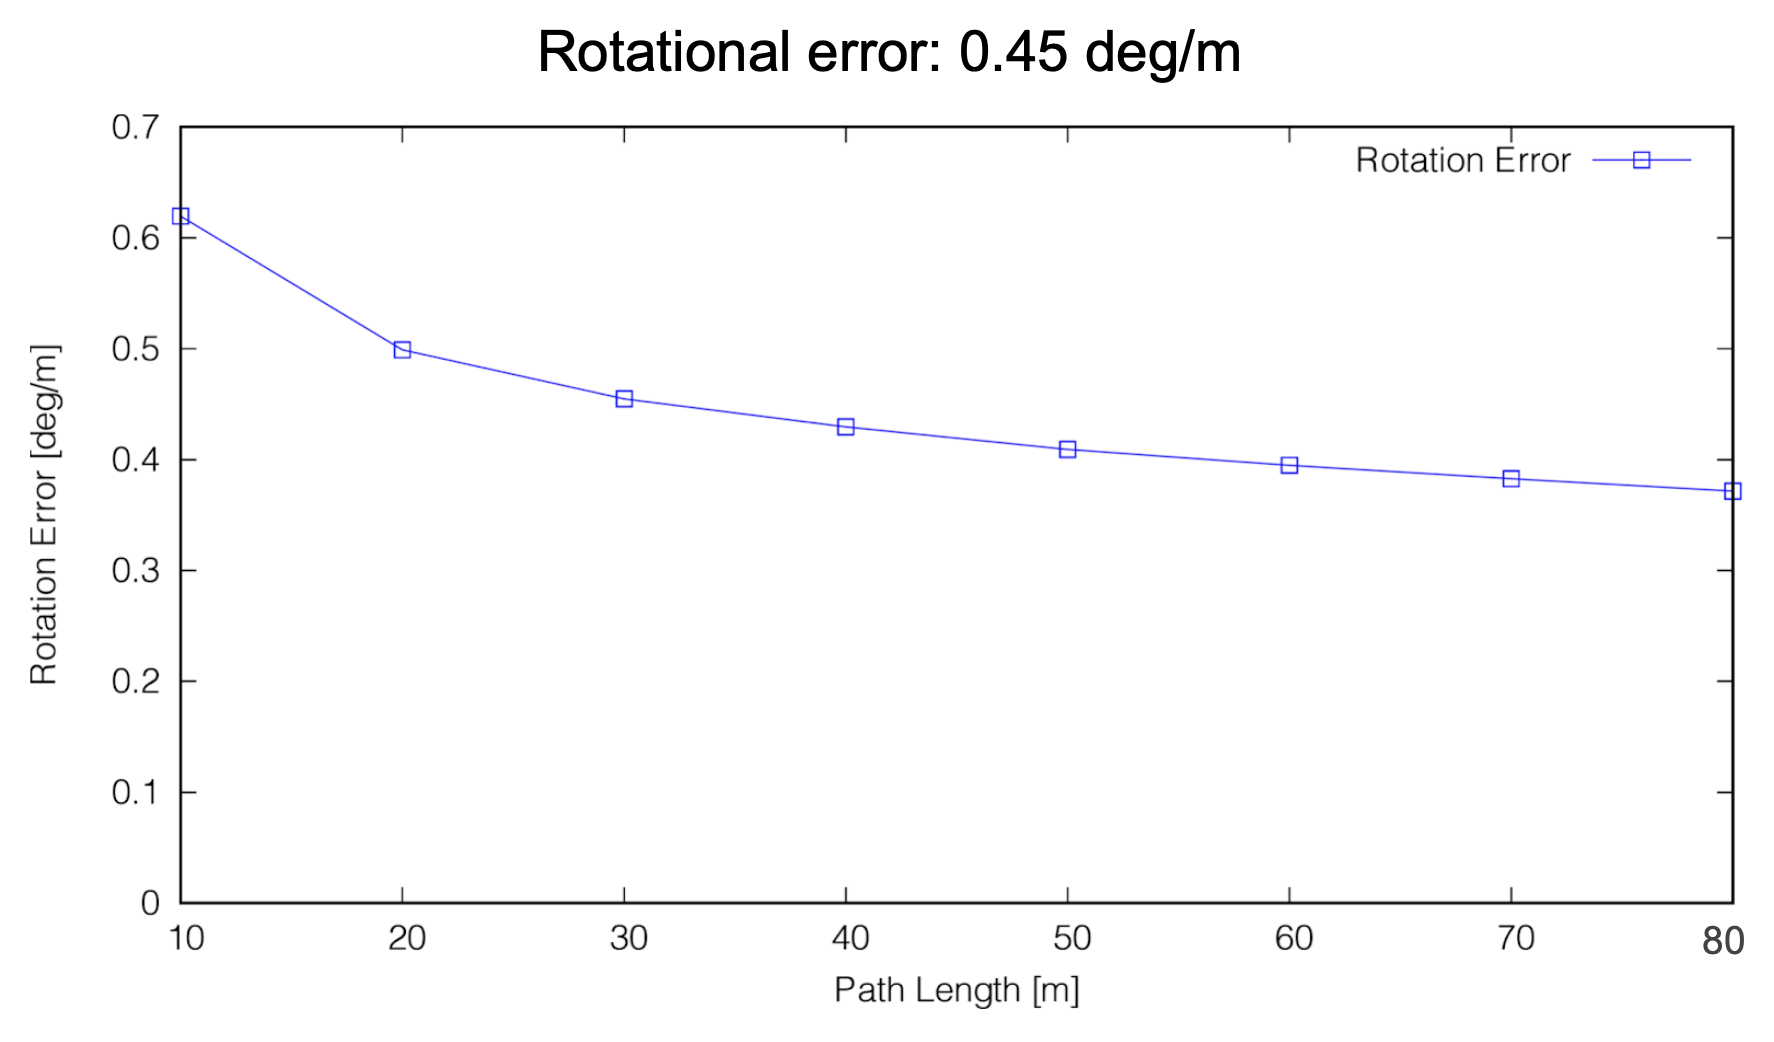 Rotational error: 0.45 deg/m
Rotation Error
0.7
0.6
0.5
0.4
0.3
0.2
0.1
0
Rotation Error [deg/m]
10 20 30 40 50 60 70 80
Path Length [m]